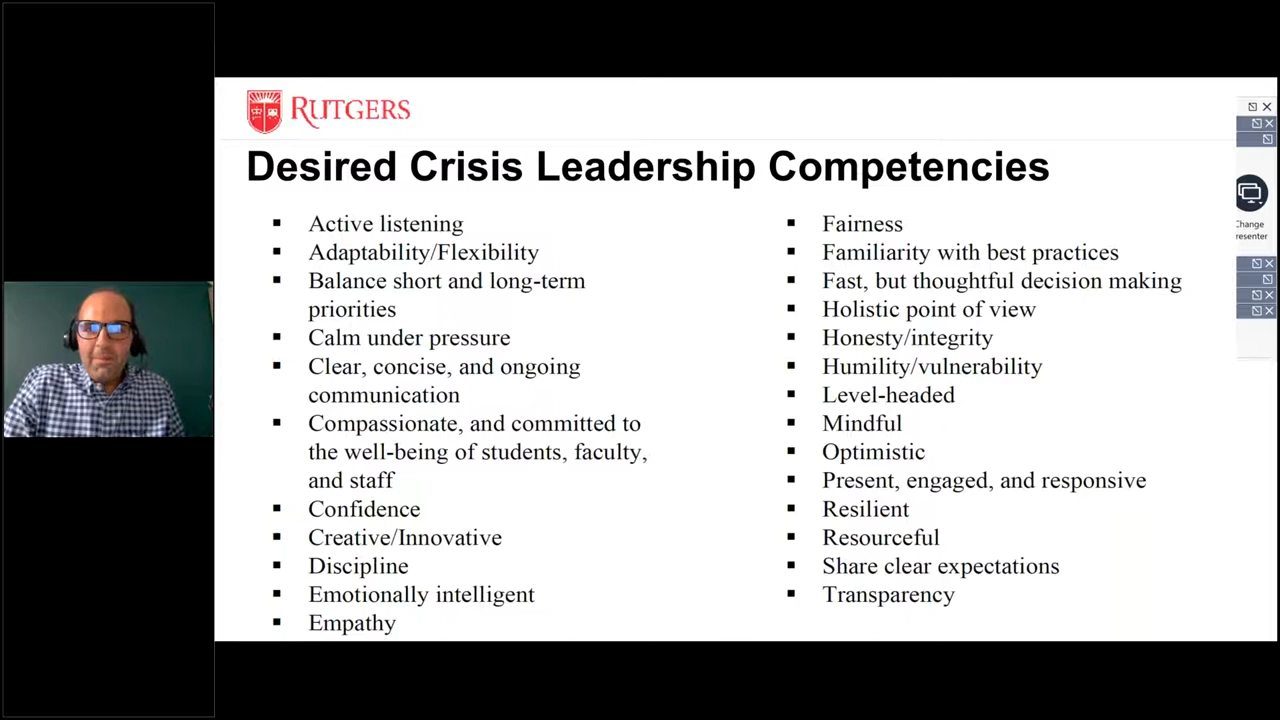 RUTGERS
Desired Crisis Leadership Competencies
Active listening
Adaptability/Flexibility
Balance short and long-term
priorities
Calm under pressure
Clear, concise, and ongoing
communication
Compassionate, and committed to
the well-being of students, faculty,
and staff
Confidence
Creative/Innovative
Discipline
Emotionally intelligent
Empathy
Fairness
Familiarity with best practices
Fast, but thoughtful decision making
Holistic point of view
Honesty/integrity
Humility/vulnerability
Level-headed
Mindful
Optimistic
Present, engaged, and responsive
Resilient
Resourceful
Share clear expectations
Transparency
Change
resenter